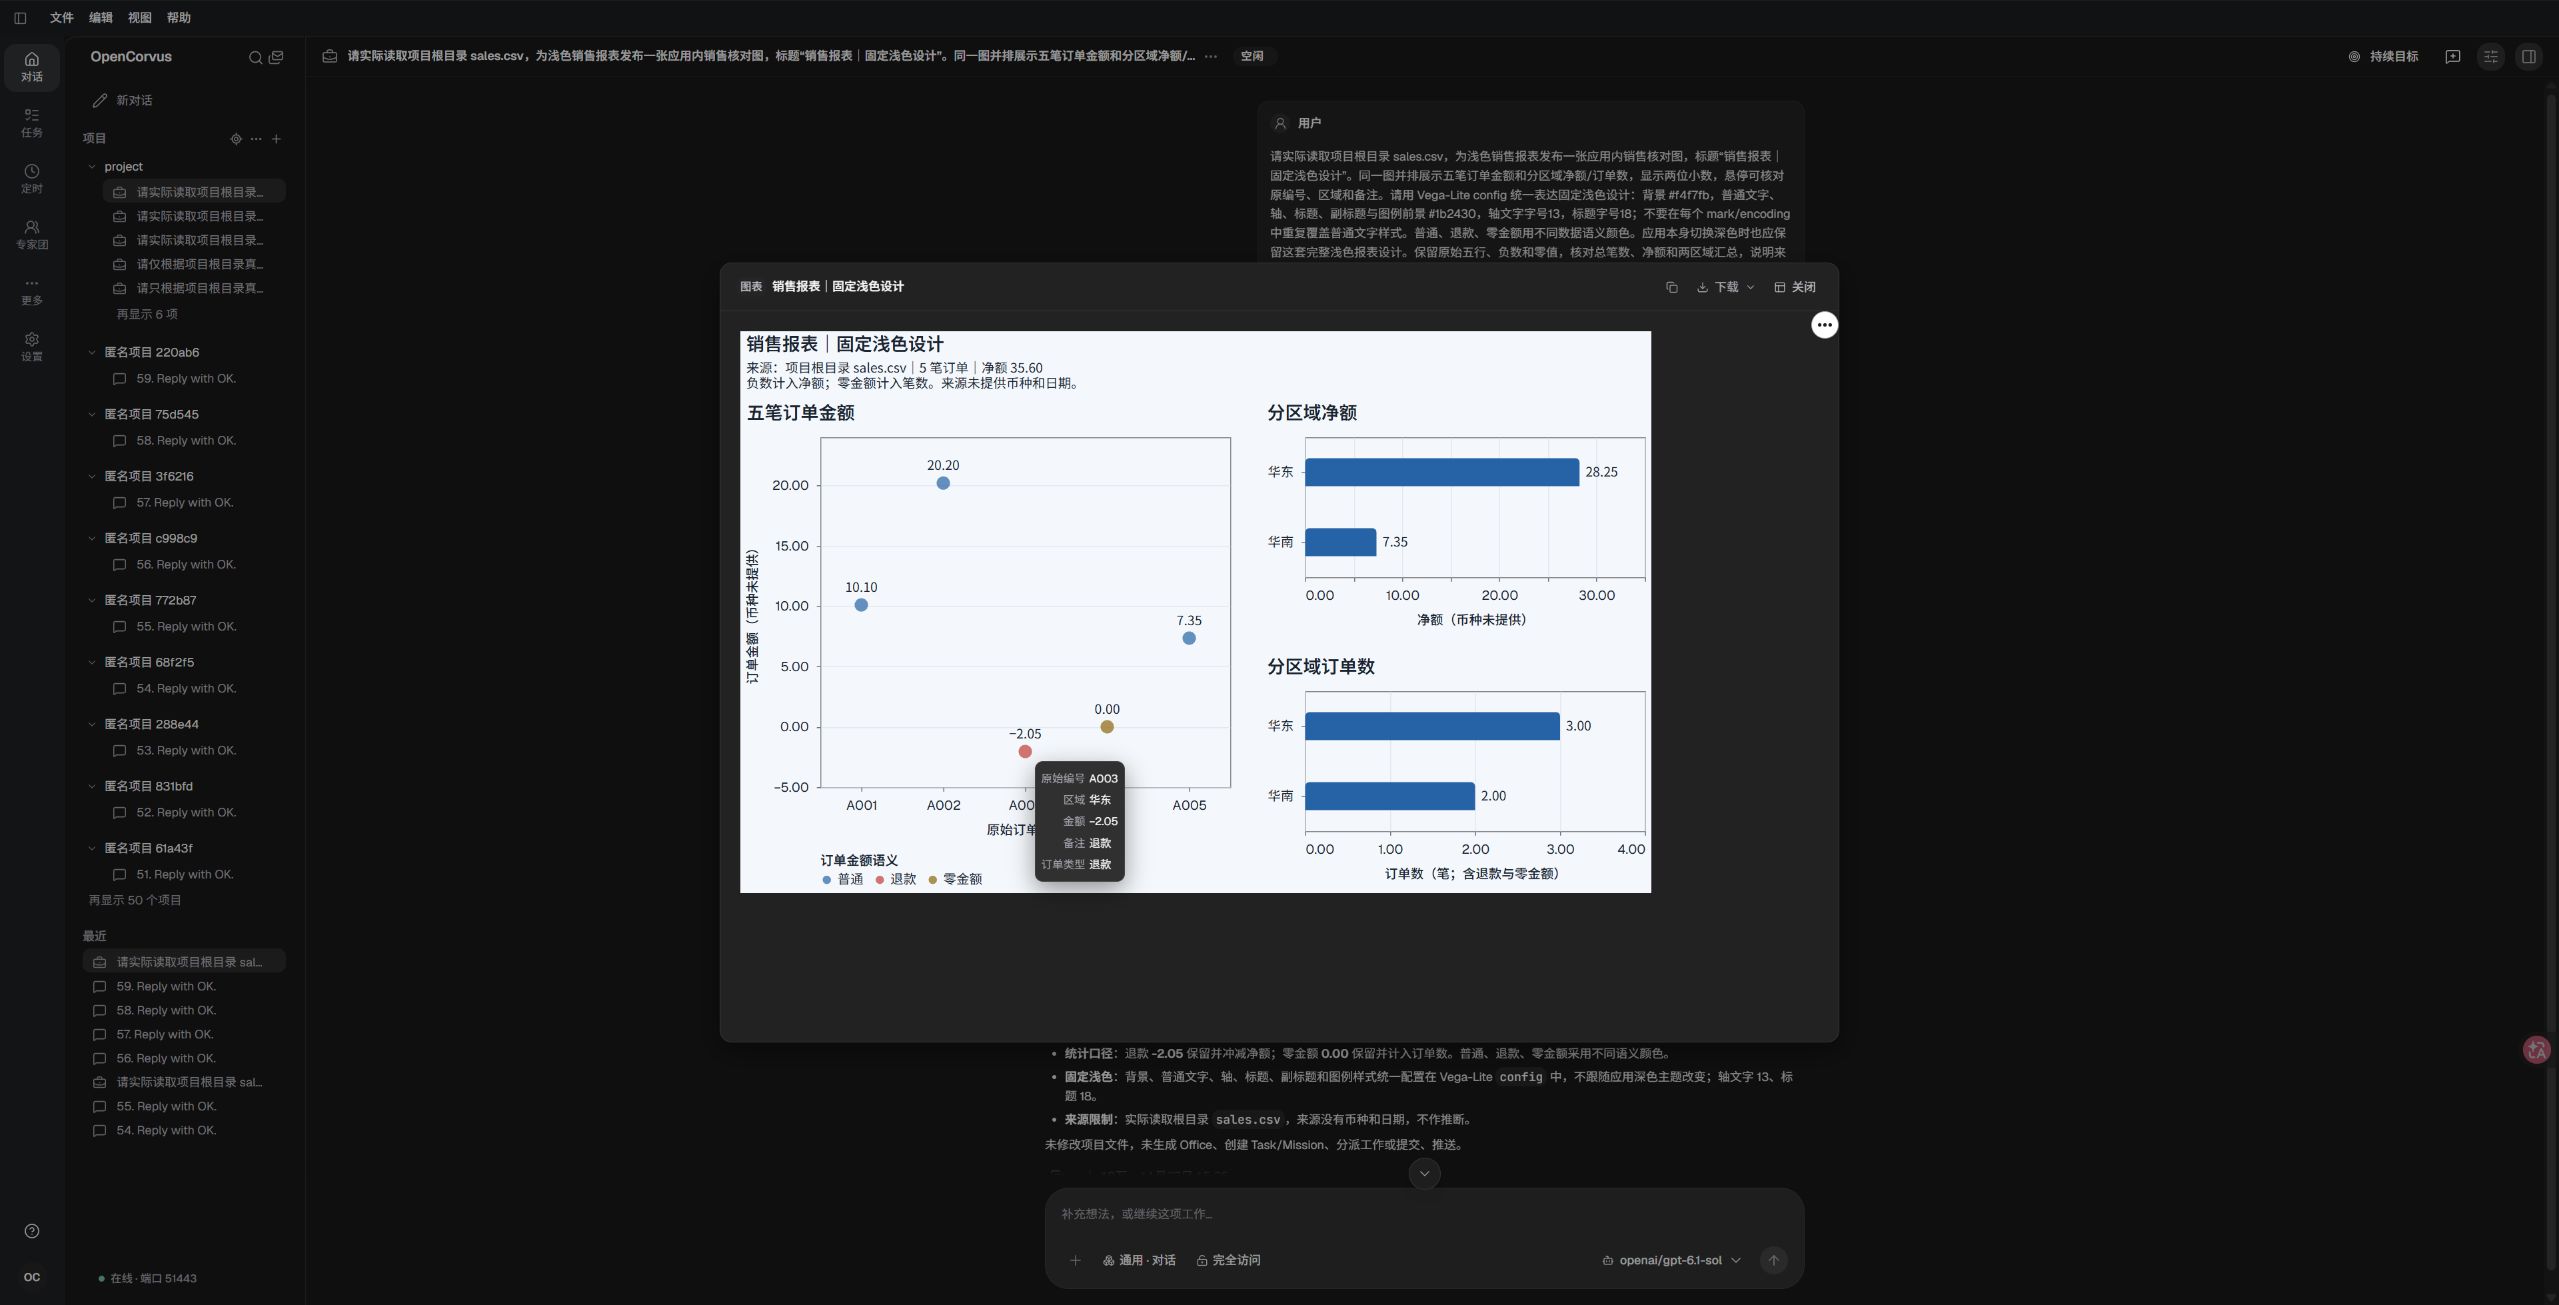 文件 编辑 视图 帮助
对话
任务
定时
专家团
更多
设置
OC
OpenCorvus
新对话
项目
project
请实际读取项目根目录...
请实际读取项目根目录...
请实际读取项目根目录...
请仅根据项目根目录真...
请只根据项目根目录真...
再显示 6 项
匿名项目 220ab6
59. Reply with OK.
匿名项目 75d545
58. Reply with OK.
匿名项目 3f6216
57. Reply with OK.
匿名项目 c998c9
56. Reply with OK.
匿名项目 772b87
55. Reply with OK.
匿名项目 68f2f5
54. Reply with OK.
匿名项目 288e44
53. Reply with OK.
匿名项目 831bfd
52. Reply with OK.
匿名项目 61a43f
51. Reply with OK.
再显示 50 个项目
最近
请实际读取项目根目录 sal...
59. Reply with OK.
58. Reply with OK.
57. Reply with OK.
56. Reply with OK.
请实际读取项目根目录 sal...
55. Reply with OK.
54. Reply with OK.
在线 · 端口 51443
请实际读取项目根目录 sales.csv，为浅色销售报表发布一张应用内销售核对图，标题“销售报表｜固定浅色设计”。同一图并排展示五笔订单金额和分区域净额/... 空闲
持续目标
用户
请实际读取项目根目录 sales.csv，为浅色销售报表发布一张应用内销售核对图，标题“销售报表｜
固定浅色设计”。同一图并排展示五笔订单金额和分区域净额/订单数，显示两位小数，悬停可核对
原编号、区域和备注。请用 Vega-Lite config 统一表达固定浅色设计：背景 #f4f7fb，普通文字、
轴、标题、副标题与图例前景 #1b2430，轴文字字号13，标题字号18；不要在每个 mark/encoding
中重复覆盖普通文字样式。普通、退款、零金额用不同数据语义颜色。应用本身切换深色时也应保
留这套完整浅色报表设计。保留原始五行、负数和零值，核对总笔数、净额和两区域汇总，说明来
图表 销售报表｜固定浅色设计
下载 关闭
销售报表｜固定浅色设计
来源：项目根目录 sales.csv｜5 笔订单｜净额 35.60
负数计入净额；零金额计入笔数。来源未提供币种和日期。
五笔订单金额
订单金额（币种未提供）
20.00
15.00
10.00
5.00
0.00
−5.00
10.10
20.20
−2.05
0.00
7.35
A001 A002 A00 A005
原始订单
原始编号 A003
区域 华东
金额 −2.05
备注 退款
订单类型 退款
订单金额语义
普通 退款 零金额
分区域净额
华东 28.25
华南 7.35
0.00 10.00 20.00 30.00
净额（币种未提供）
分区域订单数
华东 3.00
华南 2.00
0.00 1.00 2.00 3.00 4.00
订单数（笔；含退款与零金额）
• 统计口径：退款 -2.05 保留并冲减净额；零金额 0.00 保留并计入订单数。普通、退款、零金额采用不同语义颜色。
• 固定浅色：背景、普通文字、轴、标题、副标题和图例样式统一配置在 Vega-Lite config 中，不跟随应用深色主题改变；轴文字 13、标
题 18。
• 来源限制：实际读取根目录 sales.csv，来源没有币种和日期，不作推断。
未修改项目文件，未生成 Office、创建 Task/Mission、分派工作或提交、推送。
补充想法，或继续这项工作...
通用 · 对话 完全访问
openai/gpt-6.1-sol